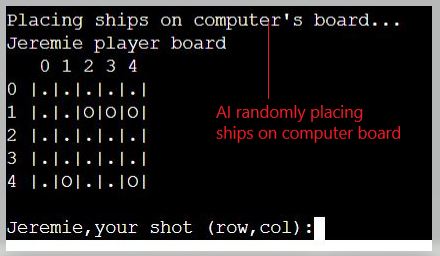 Placing ships on computer's board...
Jeremie player board
0 1 2 3 4
0 |.|.|.|.|.|
1 |.|.|O|O|O|
2 |.|.|.|.|.|
3 |.|.|.|.|.|
4 |.|O|.|.|O|
AI randomly placing
ships on computer board
Jeremie,your shot (row,col):